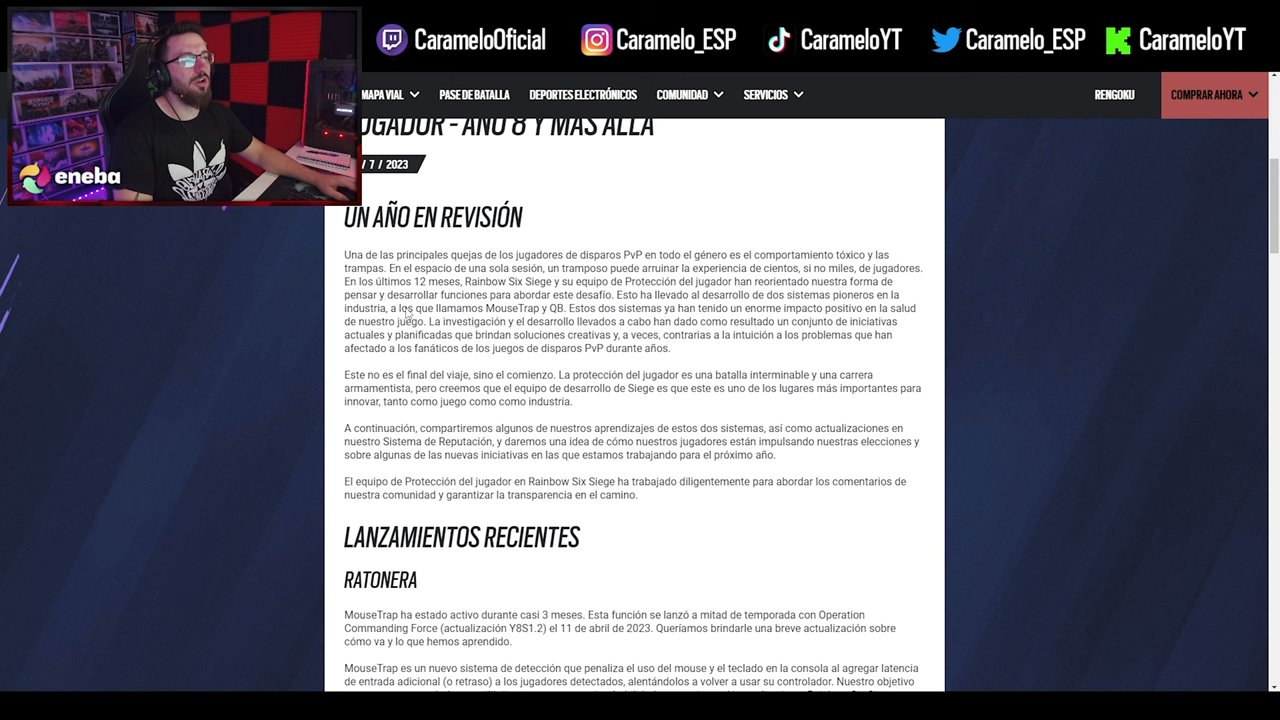 CarameloOficial
Caramelo_ESP
CarameloYT
Caramelo_ESP
CarameloYT
MAPA VIAL
PASE DE BATALLA
DEPORTES ELECTRÓNICOS
COMUNIDAD
SERVICIOS
RENGOKU
COMPRAR AHORA
eneba
JUGADOR - AÑO 8 Y MÁS ALLÁ
/ 7 / 2023
UN AÑO EN REVISIÓN
Una de las principales quejas de los jugadores de disparos PvP en todo el género es el comportamiento tóxico y las
trampas. En el espacio de una sola sesión, un tramposo puede arruinar la experiencia de cientos, si no miles, de jugadores.
En los últimos 12 meses, Rainbow Six Siege y su equipo de Protección del jugador han reorientado nuestra forma de
pensar y desarrollar funciones para abordar este desafío. Esto ha llevado al desarrollo de dos sistemas pioneros en la
industria, a los que llamamos MouseTrap y QB. Estos dos sistemas ya han tenido un enorme impacto positivo en la salud
de nuestro juego. La investigación y el desarrollo llevados a cabo han dado como resultado un conjunto de iniciativas
actuales y planificadas que brindan soluciones creativas y, a veces, contrarias a la intuición a los problemas que han
afectado a los fanáticos de los juegos de disparos PvP durante años.
Este no es el final del viaje, sino el comienzo. La protección del jugador es una batalla interminable y una carrera
armamentista, pero creemos que el equipo de desarrollo de Siege es que este es uno de los lugares más importantes para
innovar, tanto como juego como como industria.
A continuación, compartiremos algunos de nuestros aprendizajes de estos dos sistemas, así como actualizaciones en
nuestro Sistema de Reputación, y daremos una idea de cómo nuestros jugadores están impulsando nuestras elecciones y
sobre algunas de las nuevas iniciativas en las que estamos trabajando para el próximo año.
El equipo de Protección del jugador en Rainbow Six Siege ha trabajado diligentemente para abordar los comentarios de
nuestra comunidad y garantizar la transparencia en el camino.
LANZAMIENTOS RECIENTES
RATONERA
MouseTrap ha estado activo durante casi 3 meses. Esta función se lanzó a mitad de temporada con Operation
Commanding Force (actualización Y8S1.2) el 11 de abril de 2023. Queríamos brindarle una breve actualización sobre
cómo va y lo que hemos aprendido.
MouseTrap es un nuevo sistema de detección que penaliza el uso del mouse y el teclado en la consola al agregar latencia
de entrada adicional (o retraso) a los jugadores detectados, alentándolos a volver a usar su controlador. Nuestro objetivo